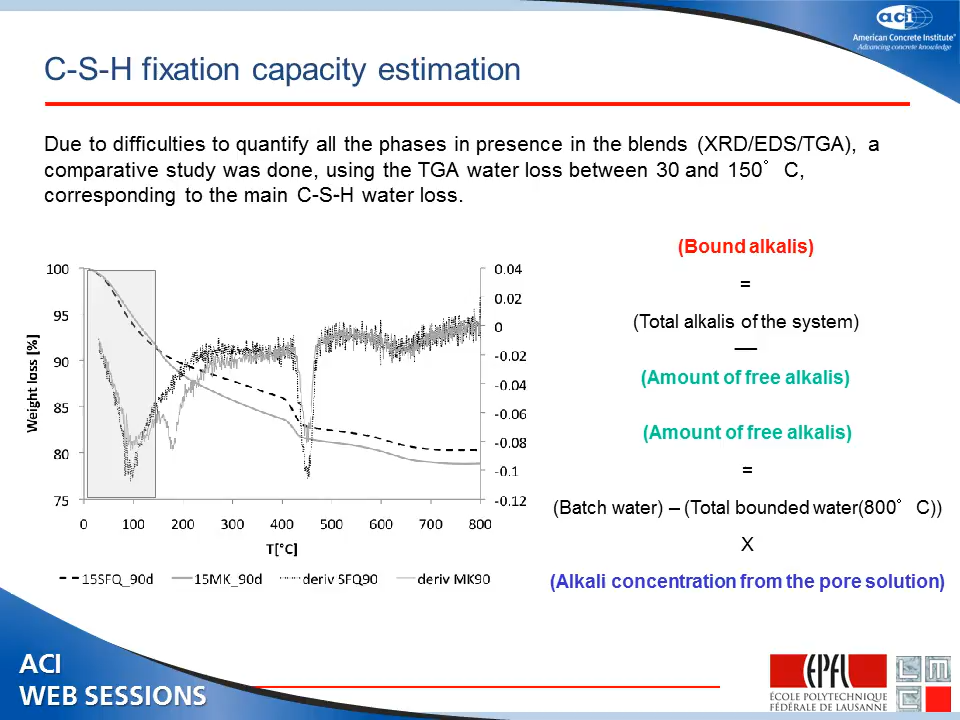 aci
American Concrete Institute®
Advancing concrete knowledge
C-S-H fixation capacity estimation
Due to difficulties to quantify all the phases in presence in the blends (XRD/EDS/TGA), a
comparative study was done, using the TGA water loss between 30 and 150° C,
corresponding to the main C-S-H water loss.
(Bound alkalis)
=
(Total alkalis of the system)
—
(Amount of free alkalis)
(Amount of free alkalis)
=
(Batch water) – (Total bounded water(800° C))
X
(Alkali concentration from the pore solution)
Weight loss [%]
100
95
90
85
80
75
0.04
0.02
0
-0.02
-0.04
-0.06
-0.08
-0.1
-0.12
0 100 200 300 400 500 600 700 800
T[°C]
15SFQ_90d 15MK_90d deriv SFQ90 deriv MK90
ACI
WEB SESSIONS
EPFL
ÉCOLE POLYTECHNIQUE
FÉDÉRALE DE LAUSANNE
L M
C